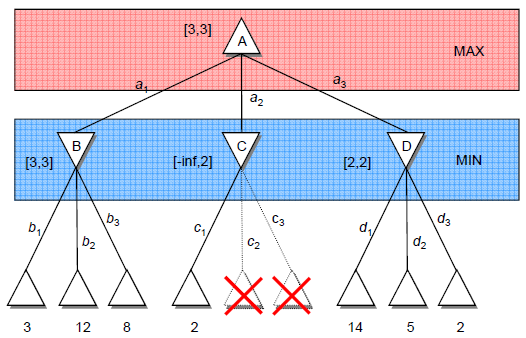 [3,3]
A
MAX
a1 a2 a3
B C D
[3,3] [-inf,2] [2,2] MIN
b1 b2 b3 c1 c2 c3 d1 d2 d3
3 12 8 2 14 5 2